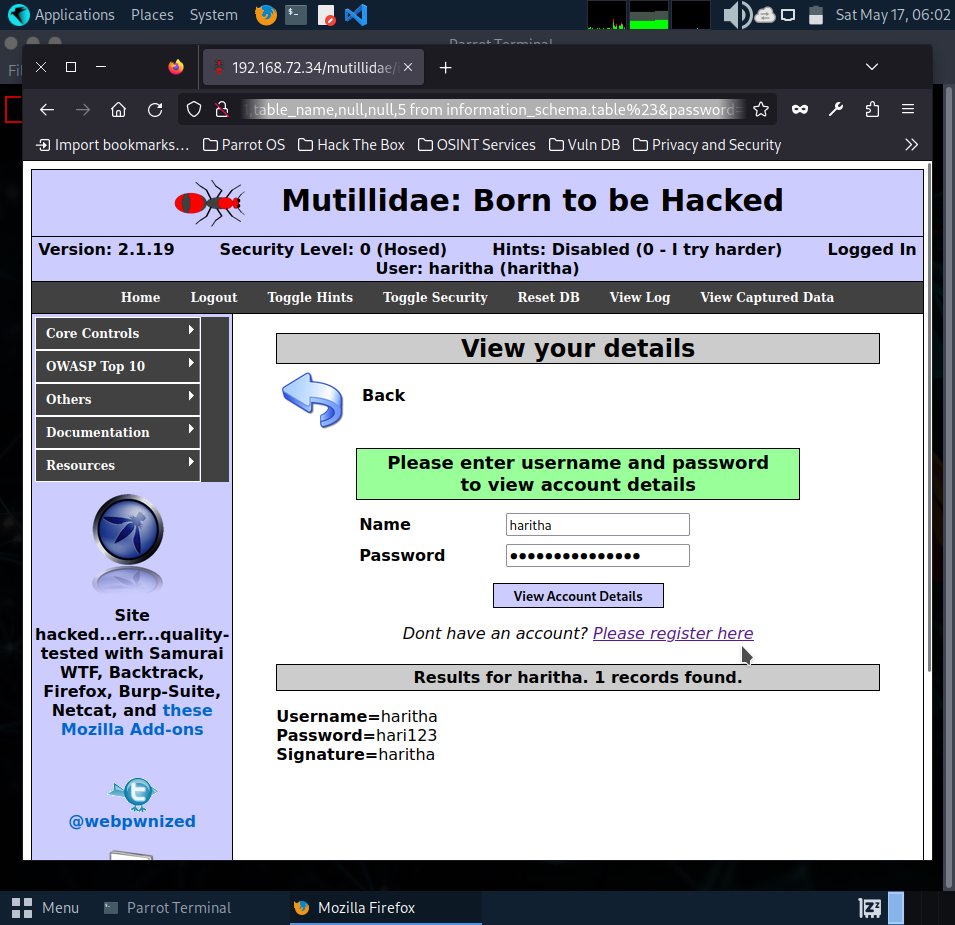 Applications Places System Sat May 17, 06:02
Parrot Terminal
192.168.72.34/mutillidae/
,table_name,null,null,5 from information_schema.table%23&password=
Import bookmarks… Parrot OS Hack The Box OSINT Services Vuln DB Privacy and Security
Mutillidae: Born to be Hacked
Version: 2.1.19 Security Level: 0 (Hosed) Hints: Disabled (0 - I try harder) Logged In
User: haritha (haritha)
Home Logout Toggle Hints Toggle Security Reset DB View Log View Captured Data
Core Controls
OWASP Top 10
Others
Documentation
Resources
Site
hacked...err...quality-
tested with Samurai
WTF, Backtrack,
Firefox, Burp-Suite,
Netcat, and these
Mozilla Add-ons
@webpwnized
View your details
Back
Please enter username and password
to view account details
Name haritha
Password •••••••••••••••
View Account Details
Dont have an account? Please register here
Results for haritha. 1 records found.
Username=haritha
Password=hari123
Signature=haritha
Menu Parrot Terminal Mozilla Firefox